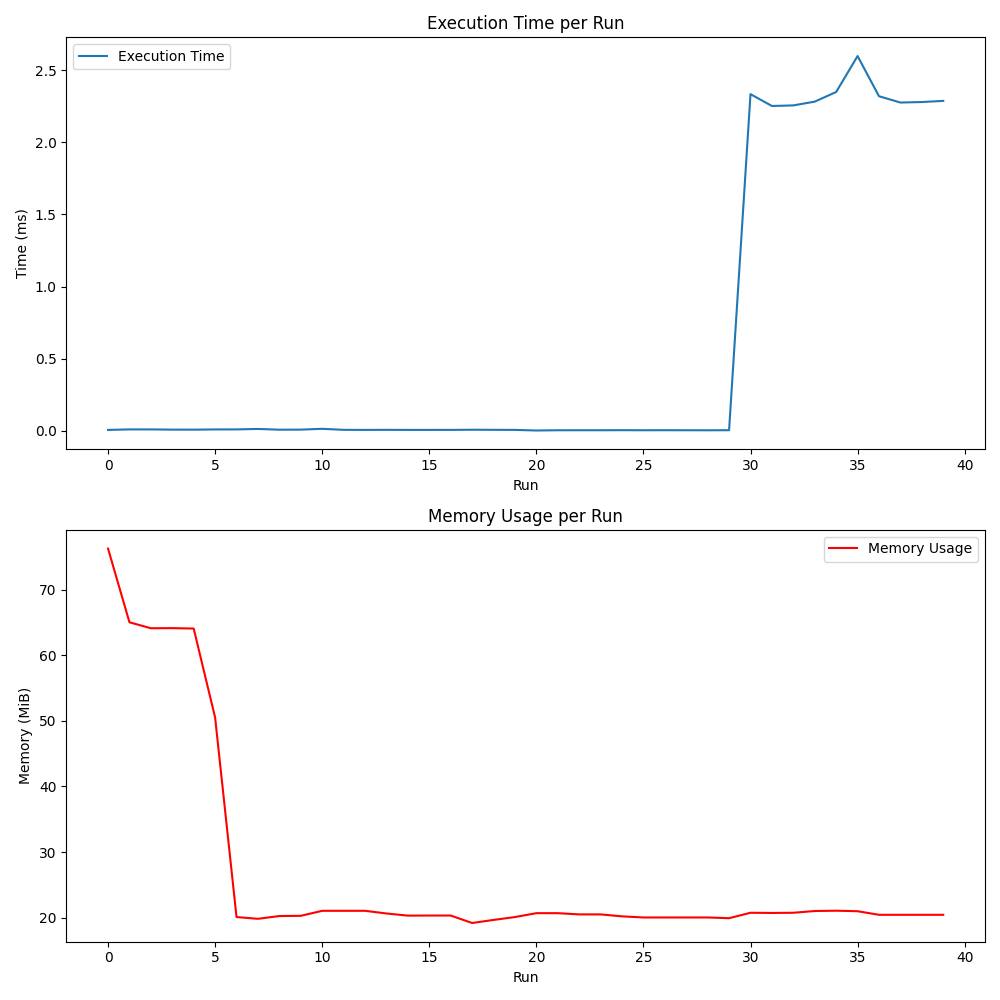 Execution Time per Run
Execution Time
2.5
2.0
1.5
1.0
0.5
0.0
Time (ms)
0 5 10 15 20 25 30 35 40
Run
Memory Usage per Run
Memory Usage
70
60
50
40
30
20
Memory (MiB)
0 5 10 15 20 25 30 35 40
Run